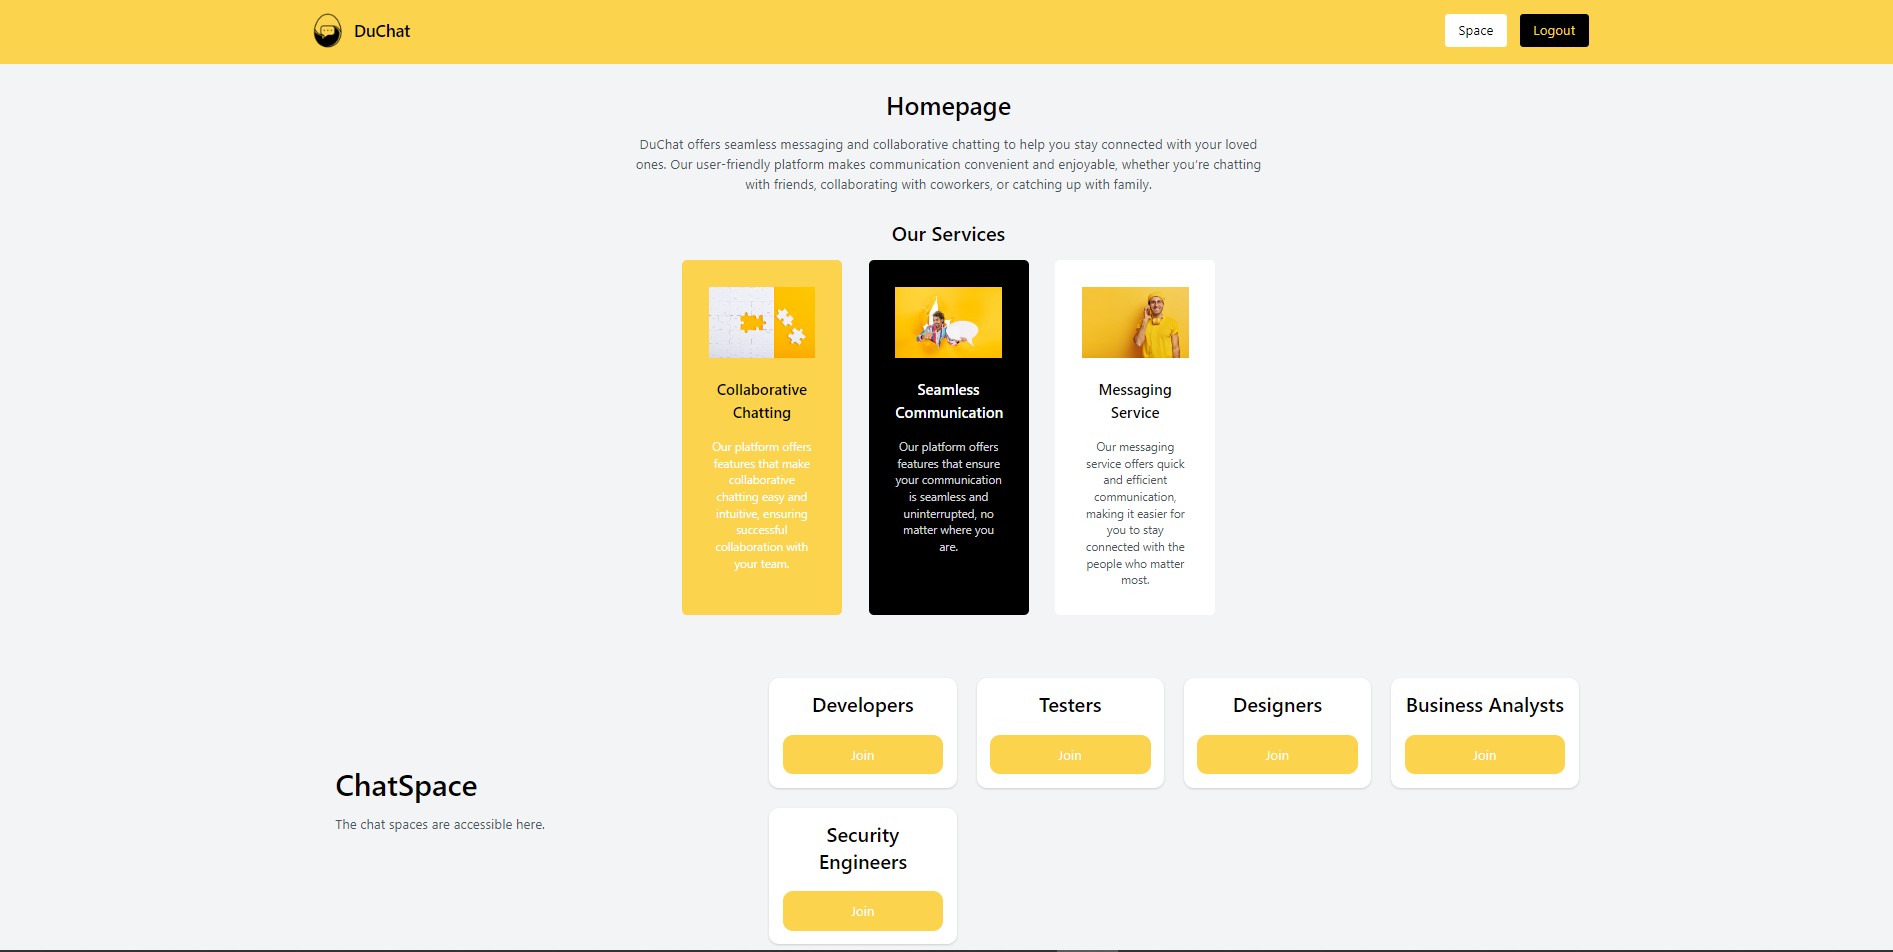 DuChat
Space
Logout
Homepage
DuChat offers seamless messaging and collaborative chatting to help you stay connected with your loved
ones. Our user-friendly platform makes communication convenient and enjoyable, whether you're chatting
with friends, collaborating with coworkers, or catching up with family.
Our Services
Collaborative
Chatting
Our platform offers
features that make
collaborative
chatting easy and
intuitive, ensuring
successful
collaboration with
your team.
Seamless
Communication
Our platform offers
features that ensure
your communication
is seamless and
uninterrupted, no
matter where you
are.
Messaging
Service
Our messaging
service offers quick
and efficient
communication,
making it easier for
you to stay
connected with the
people who matter
most.
ChatSpace
The chat spaces are accessible here.
Developers
Join
Testers
Join
Designers
Join
Business Analysts
Join
Security
Engineers
Join